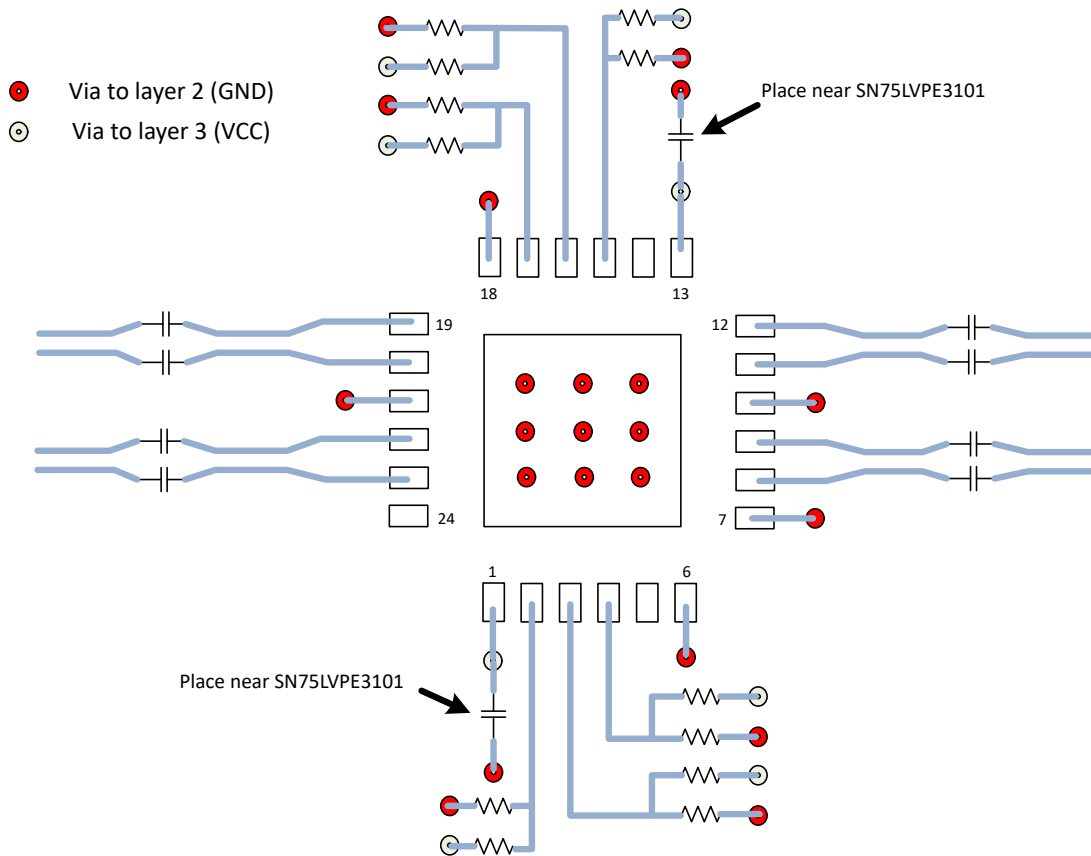 Via to layer 2 (GND)
Via to layer 3 (VCC)
Place near SN75LVPE3101
18
13
19
12
24
7
1
6
Place near SN75LVPE3101